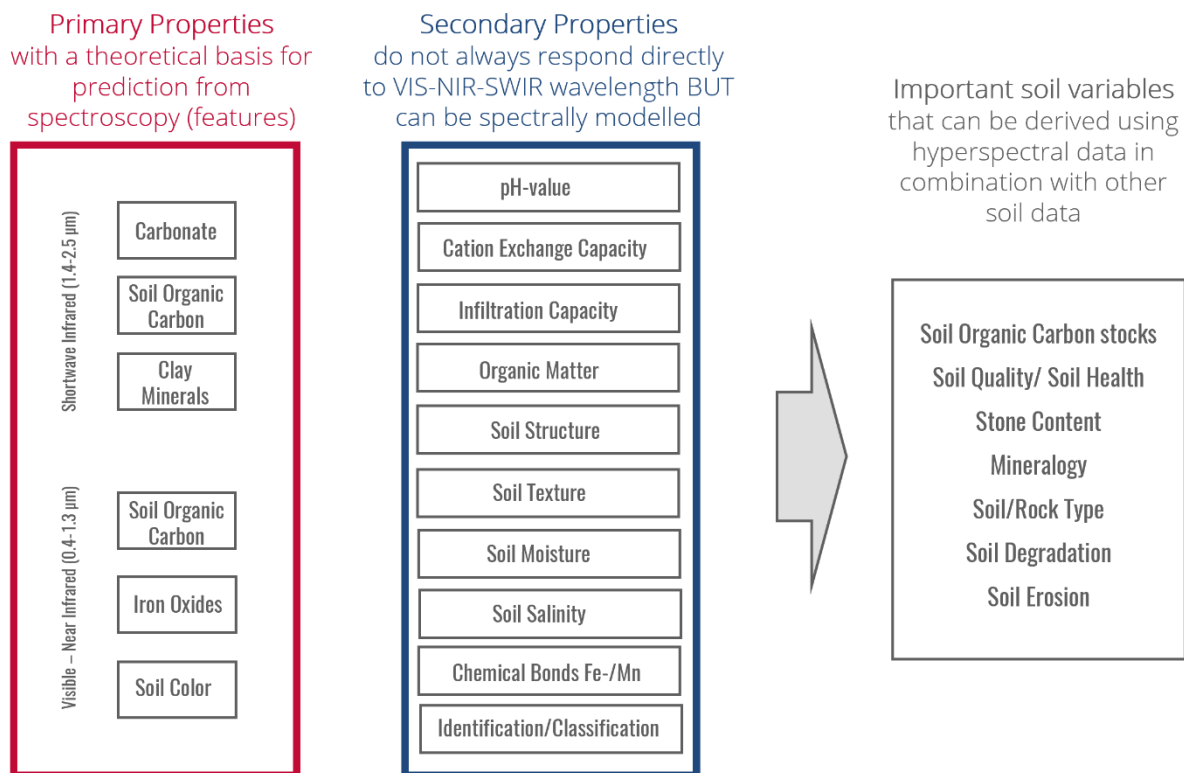 Primary Properties
with a theoretical basis for
prediction from
spectroscopy (features)
Shortwave Infrared (1.4-2.5 µm)
Carbonate
Soil Organic
Carbon
Clay
Minerals
Visible – Near Infrared (0.4-1.3 µm)
Soil Organic
Carbon
Iron Oxides
Soil Color
Secondary Properties
do not always respond directly
to VIS-NIR-SWIR wavelength BUT
can be spectrally modelled
pH-value
Cation Exchange Capacity
Infiltration Capacity
Organic Matter
Soil Structure
Soil Texture
Soil Moisture
Soil Salinity
Chemical Bonds Fe-/Mn
Identification/Classification
Important soil variables
that can be derived using
hyperspectral data in
combination with other
soil data
Soil Organic Carbon stocks
Soil Quality/ Soil Health
Stone Content
Mineralogy
Soil/Rock Type
Soil Degradation
Soil Erosion